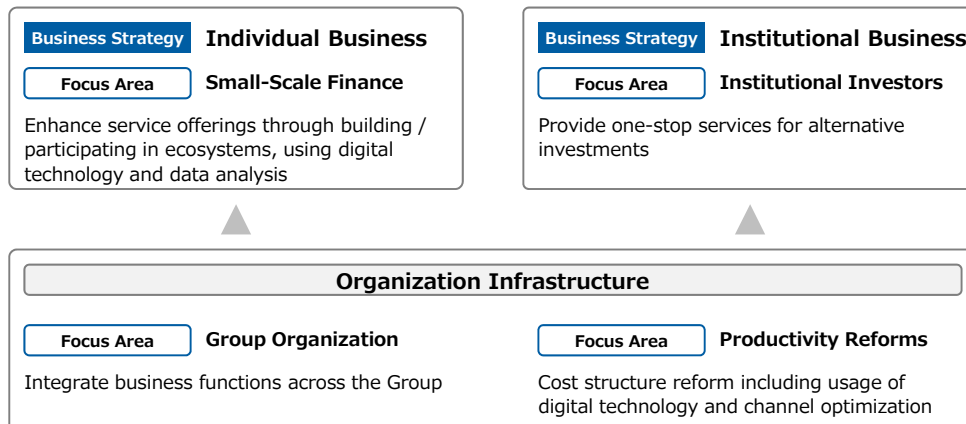 Business Strategy Individual Business
Focus Area Small-Scale Finance
Enhance service offerings through building /
participating in ecosystems, using digital
technology and data analysis
Business Strategy Institutional Business
Focus Area Institutional Investors
Provide one-stop services for alternative
investments
Organization Infrastructure
Focus Area Group Organization
Integrate business functions across the Group
Focus Area Productivity Reforms
Cost structure reform including usage of
digital technology and channel optimization